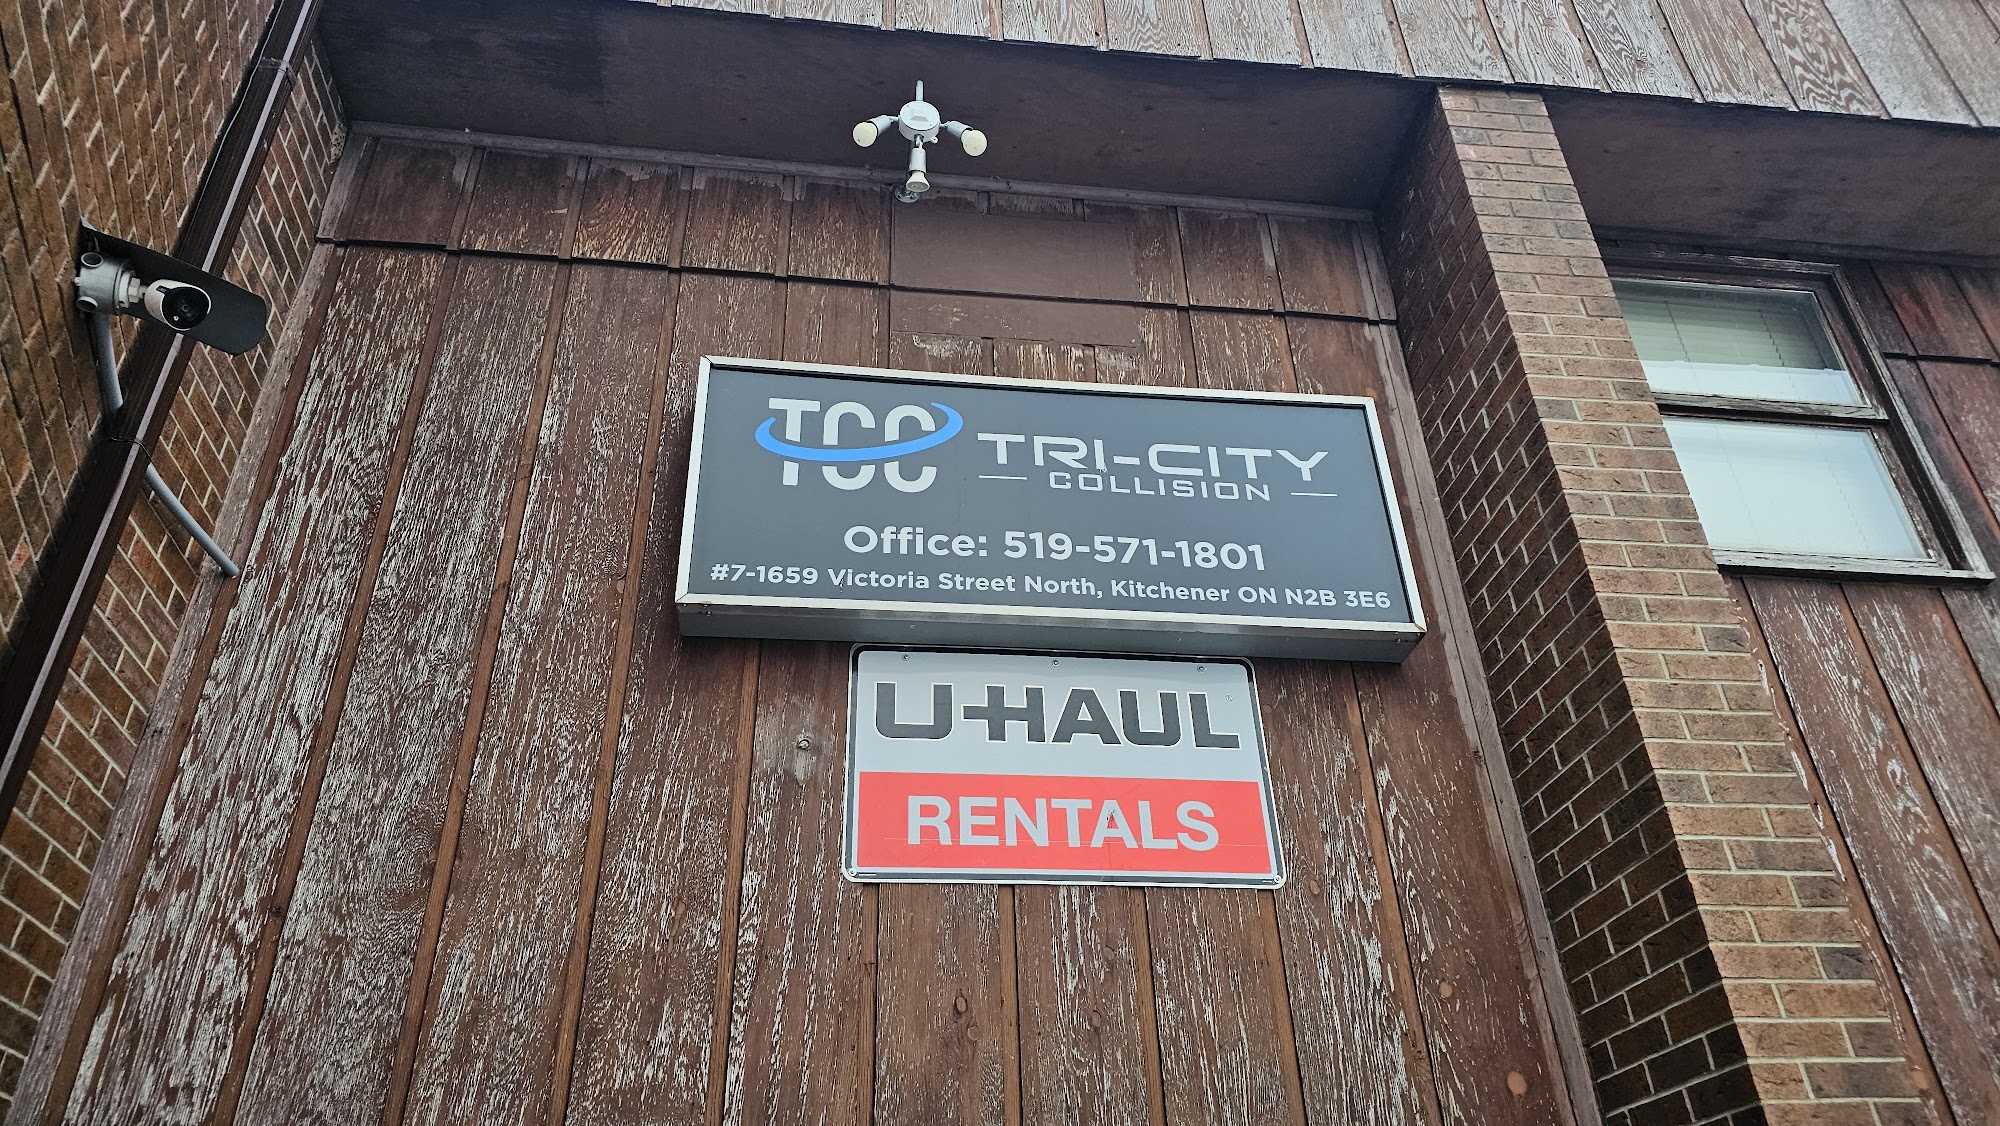 TCC
TRI-CITY
COLLISION
Office: 519-571-1801
#7-1659 Victoria Street North, Kitchener ON N2B 3E6
U-HAUL®
RENTALS